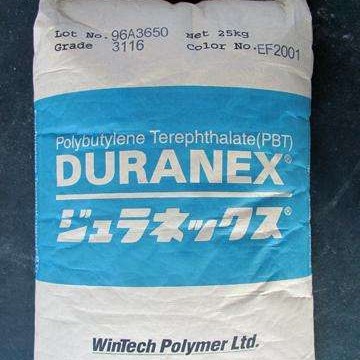 Lot No. 96A3650 Net 25kg
Grade 3116 Color No. EF2001
Polybutylene Terephthalate(PBT)
DURANEX®
ジュラネックス®
WinTech Polymer Ltd.